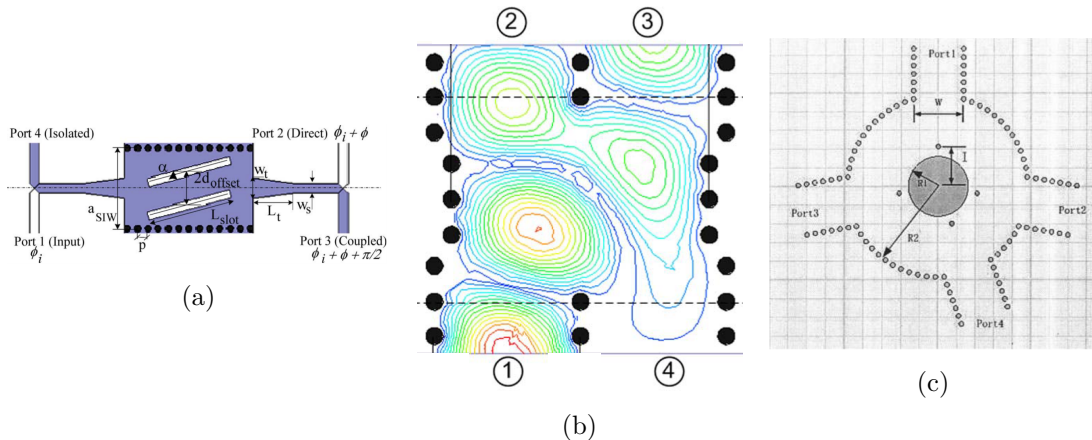 Port 4 (Isolated)
Port 2 (Direct) ϕi + ϕ
α
wt
2doffset
aSIW
Lslot
Lt
ws
Port 1 (Input)
ϕi
p
Port 3 (Coupled)
ϕi + ϕ + π/2
(a)
② ③
① ④
(b)
Port1
W
I
R1
Port3
Port2
R2
Port4
(c)